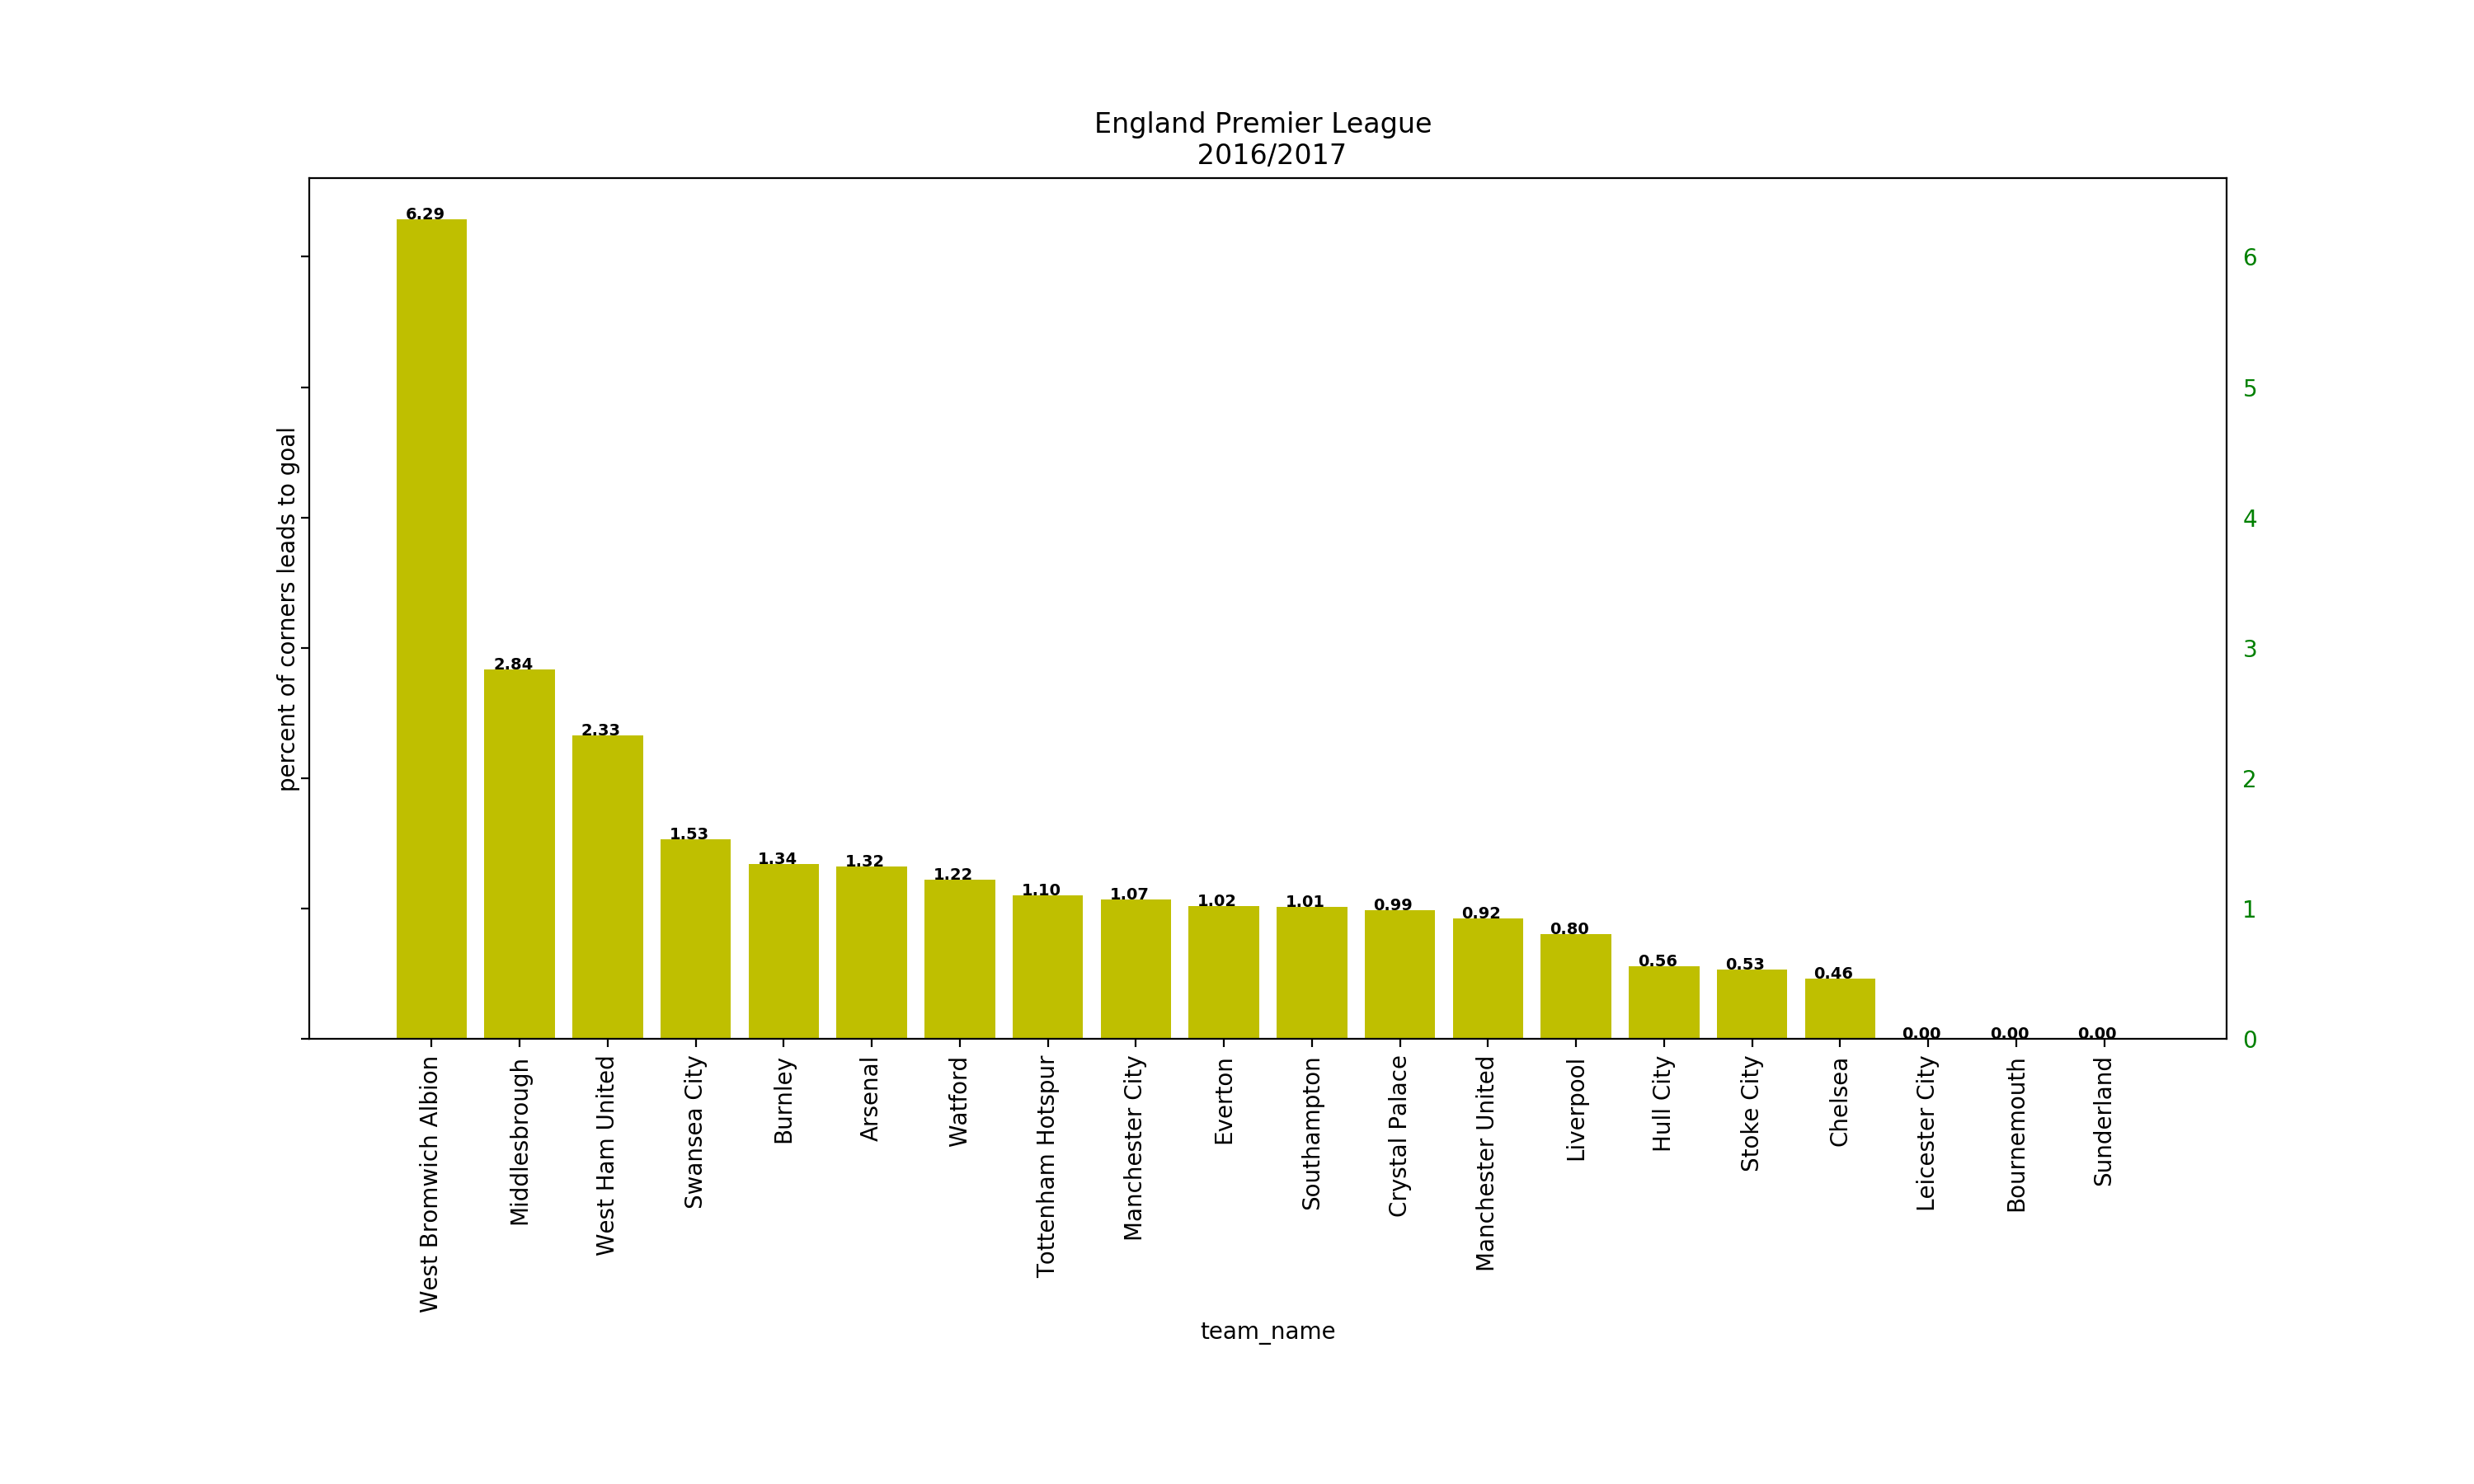 England Premier League
2016/2017
percent of corners leads to goal
6.29
2.84
2.33
1.53
1.34
1.32
1.22
1.10
1.07
1.02
1.01
0.99
0.92
0.80
0.56
0.53
0.46
0.00
0.00
0.00
6
5
4
3
2
1
0
West Bromwich Albion
Middlesbrough
West Ham United
Swansea City
Burnley
Arsenal
Watford
Tottenham Hotspur
Manchester City
Everton
Southampton
Crystal Palace
Manchester United
Liverpool
Hull City
Stoke City
Chelsea
Leicester City
Bournemouth
Sunderland
team_name